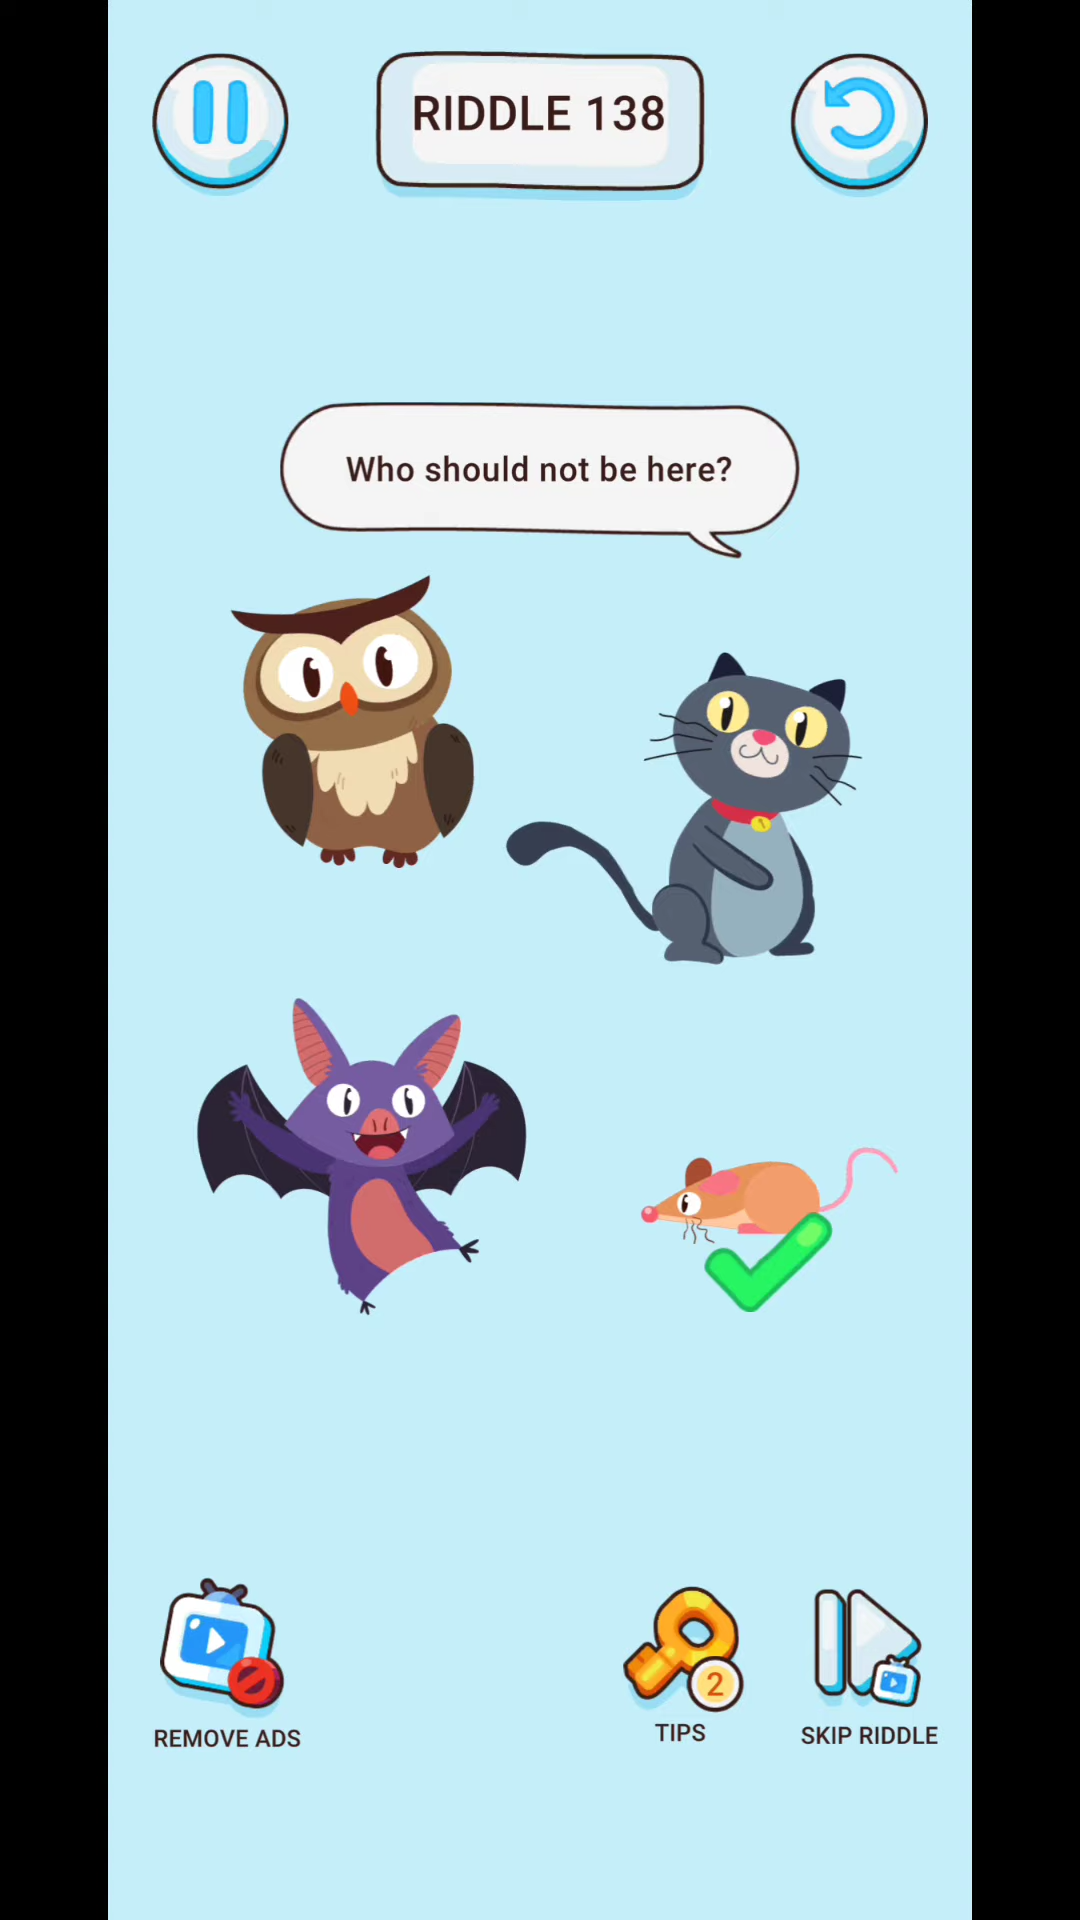 RIDDLE 138
Who should not be here?
2
REMOVE ADS
TIPS
SKIP RIDDLE